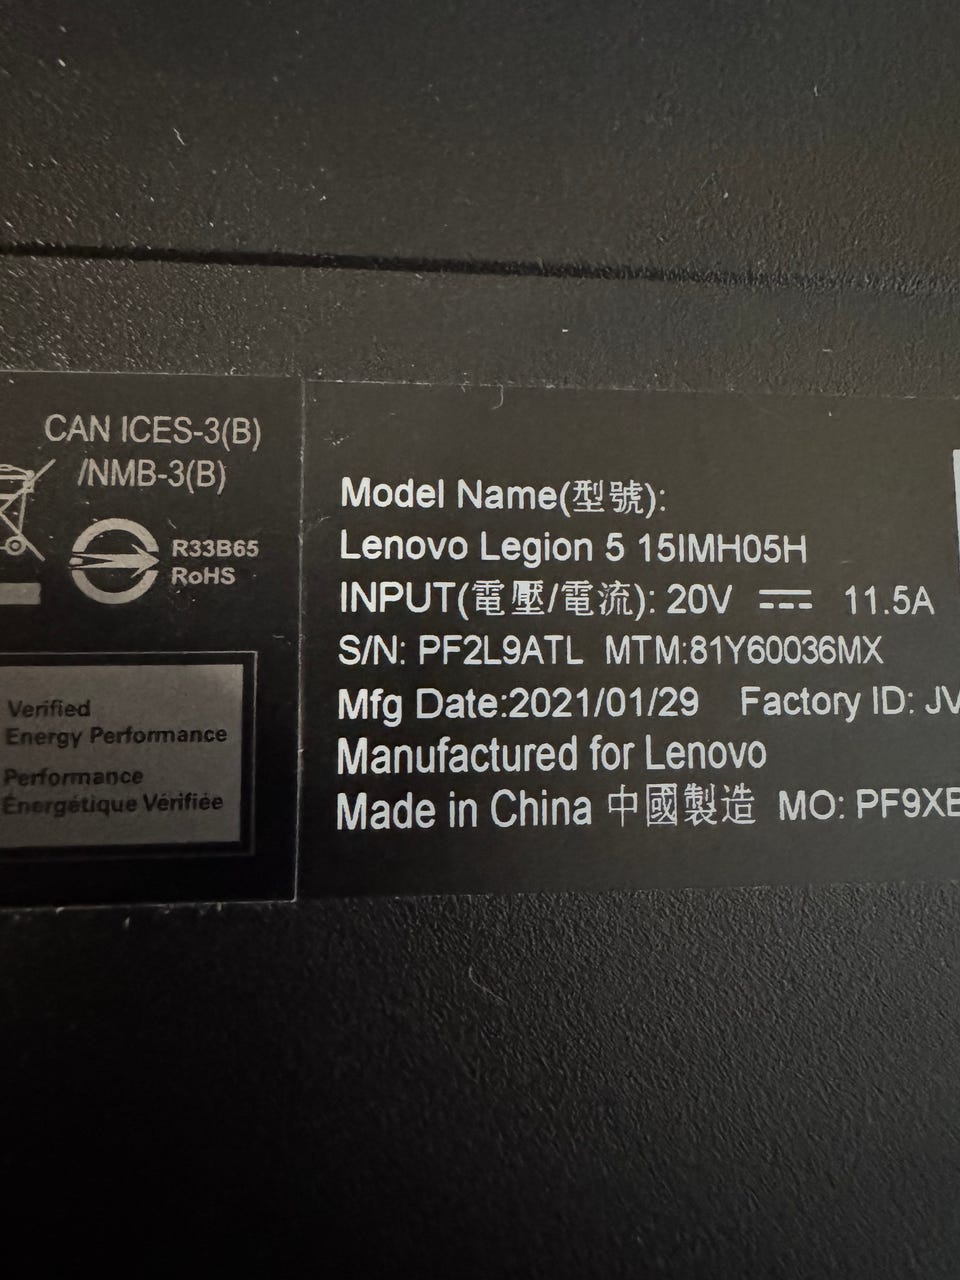 CAN ICES-3(B)
/NMB-3(B)
R33B65
RoHS
Verified
Energy Performance
Performance
Énergétique Vérifiée
Model Name(型號):
Lenovo Legion 5 15IMH05H
INPUT(電壓/電流): 20V ⎓ 11.5A
S/N: PF2L9ATL MTM:81Y60036MX
Mfg Date:2021/01/29 Factory ID: JV
Manufactured for Lenovo
Made in China 中國製造 MO: PF9XE